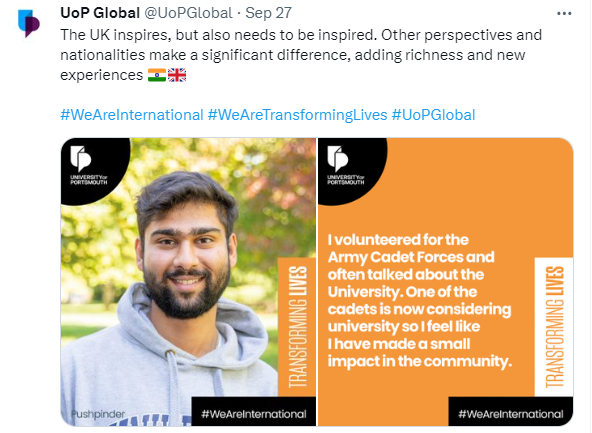 UoP Global @UoPGlobal · Sep 27
The UK inspires, but also needs to be inspired. Other perspectives and
nationalities make a significant difference, adding richness and new
experiences 🇮🇳🇬🇧
#WeAreInternational #WeAreTransformingLives #UoPGlobal
UNIVERSITY OF
PORTSMOUTH
TRANSFORMING LIVES
Pushpinder
#WeAreInternational
UNIVERSITY OF
PORTSMOUTH
I volunteered for the
Army Cadet Forces and
often talked about the
University. One of the
cadets is now considering
university so I feel like
I have made a small
impact in the community.
TRANSFORMING LIVES
#WeAreInternational